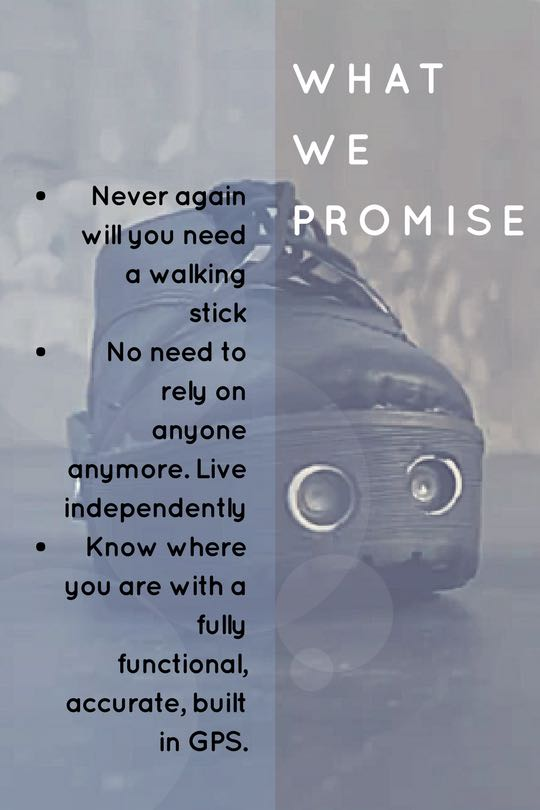 WHAT
WE
PROMISE
• Never again
will you need
a walking
stick
• No need to
rely on
anyone
anymore. Live
independently
• Know where
you are with a
fully
functional,
accurate, built
in GPS.